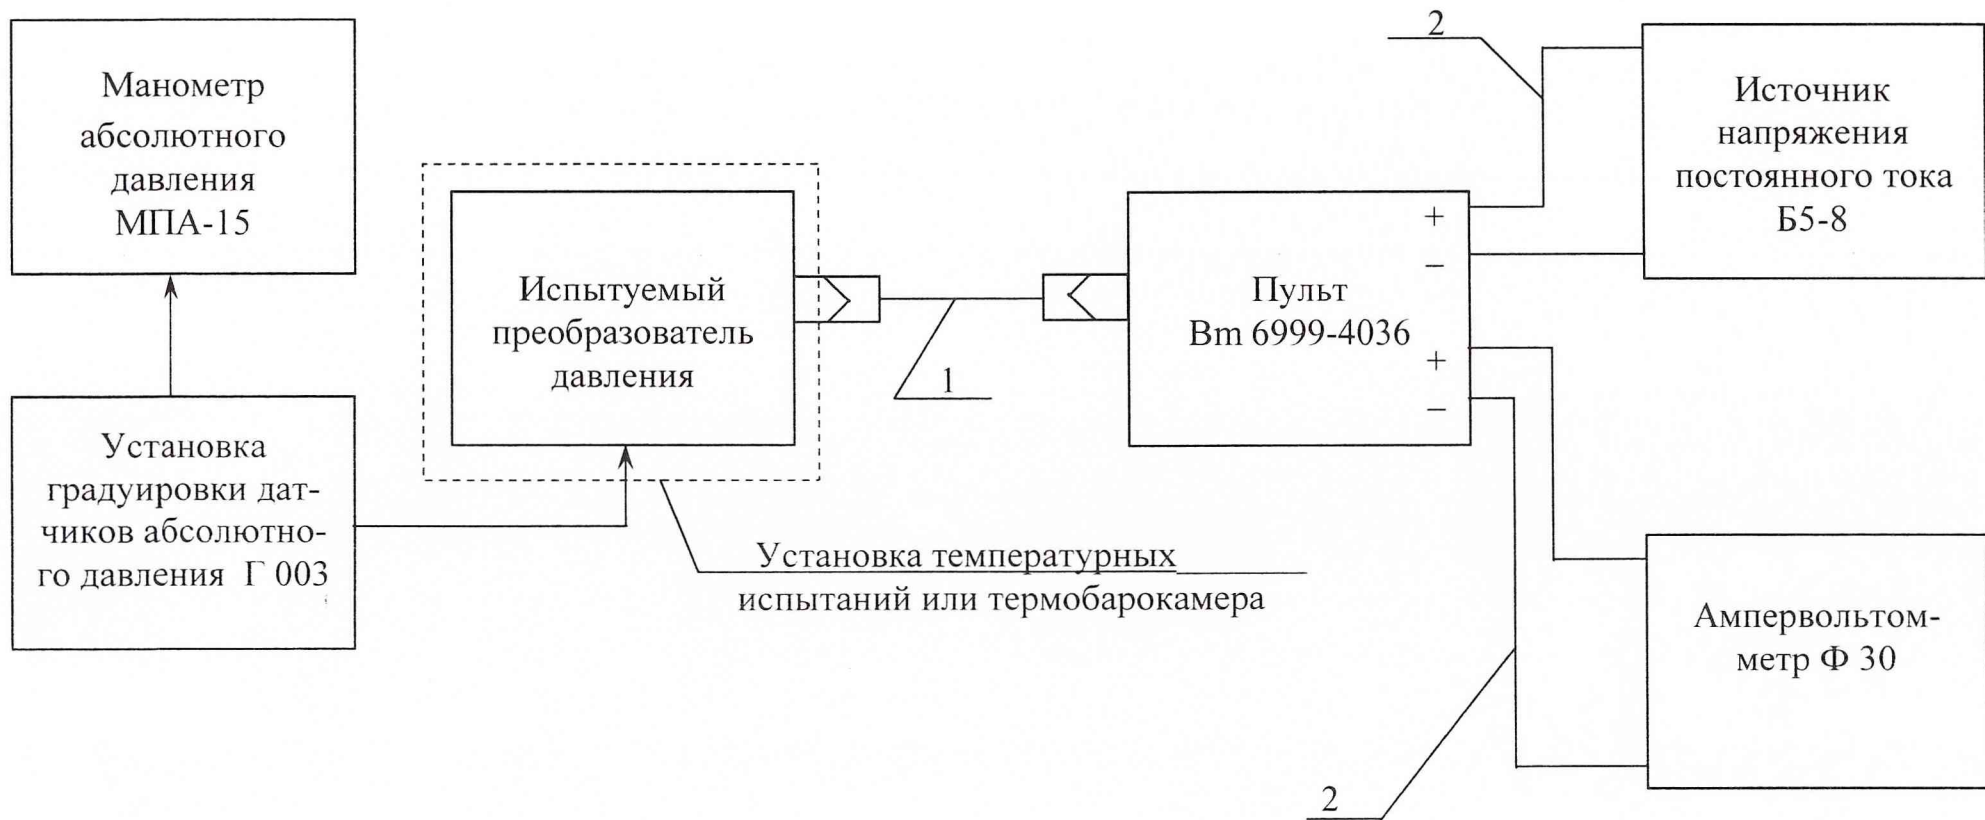 Манометр
абсолютного
давления
МПА-15
Установка
градуировки дат-
чиков абсолютно-
го давления Г 003
Испытуемый
преобразователь
давления
Установка температурных
испытаний или термобарокамера
1
Пульт
Вm 6999-4036
+
−
+
−
2
Источник
напряжения
постоянного тока
Б5-8
Ампервольтом-
метр Ф 30
2